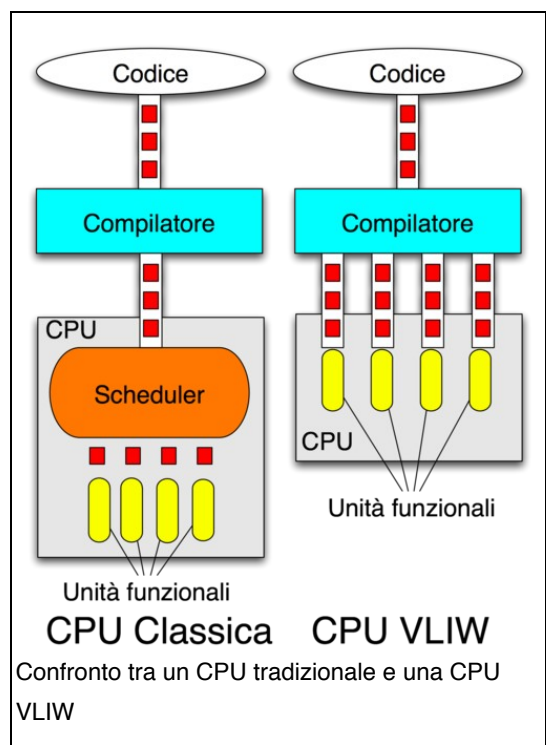 Codice
Codice
Compilatore
Compilatore
CPU
Scheduler
CPU
Unità funzionali
Unità funzionali
CPU Classica
CPU VLIW
Confronto tra un CPU tradizionale e una CPU
VLIW